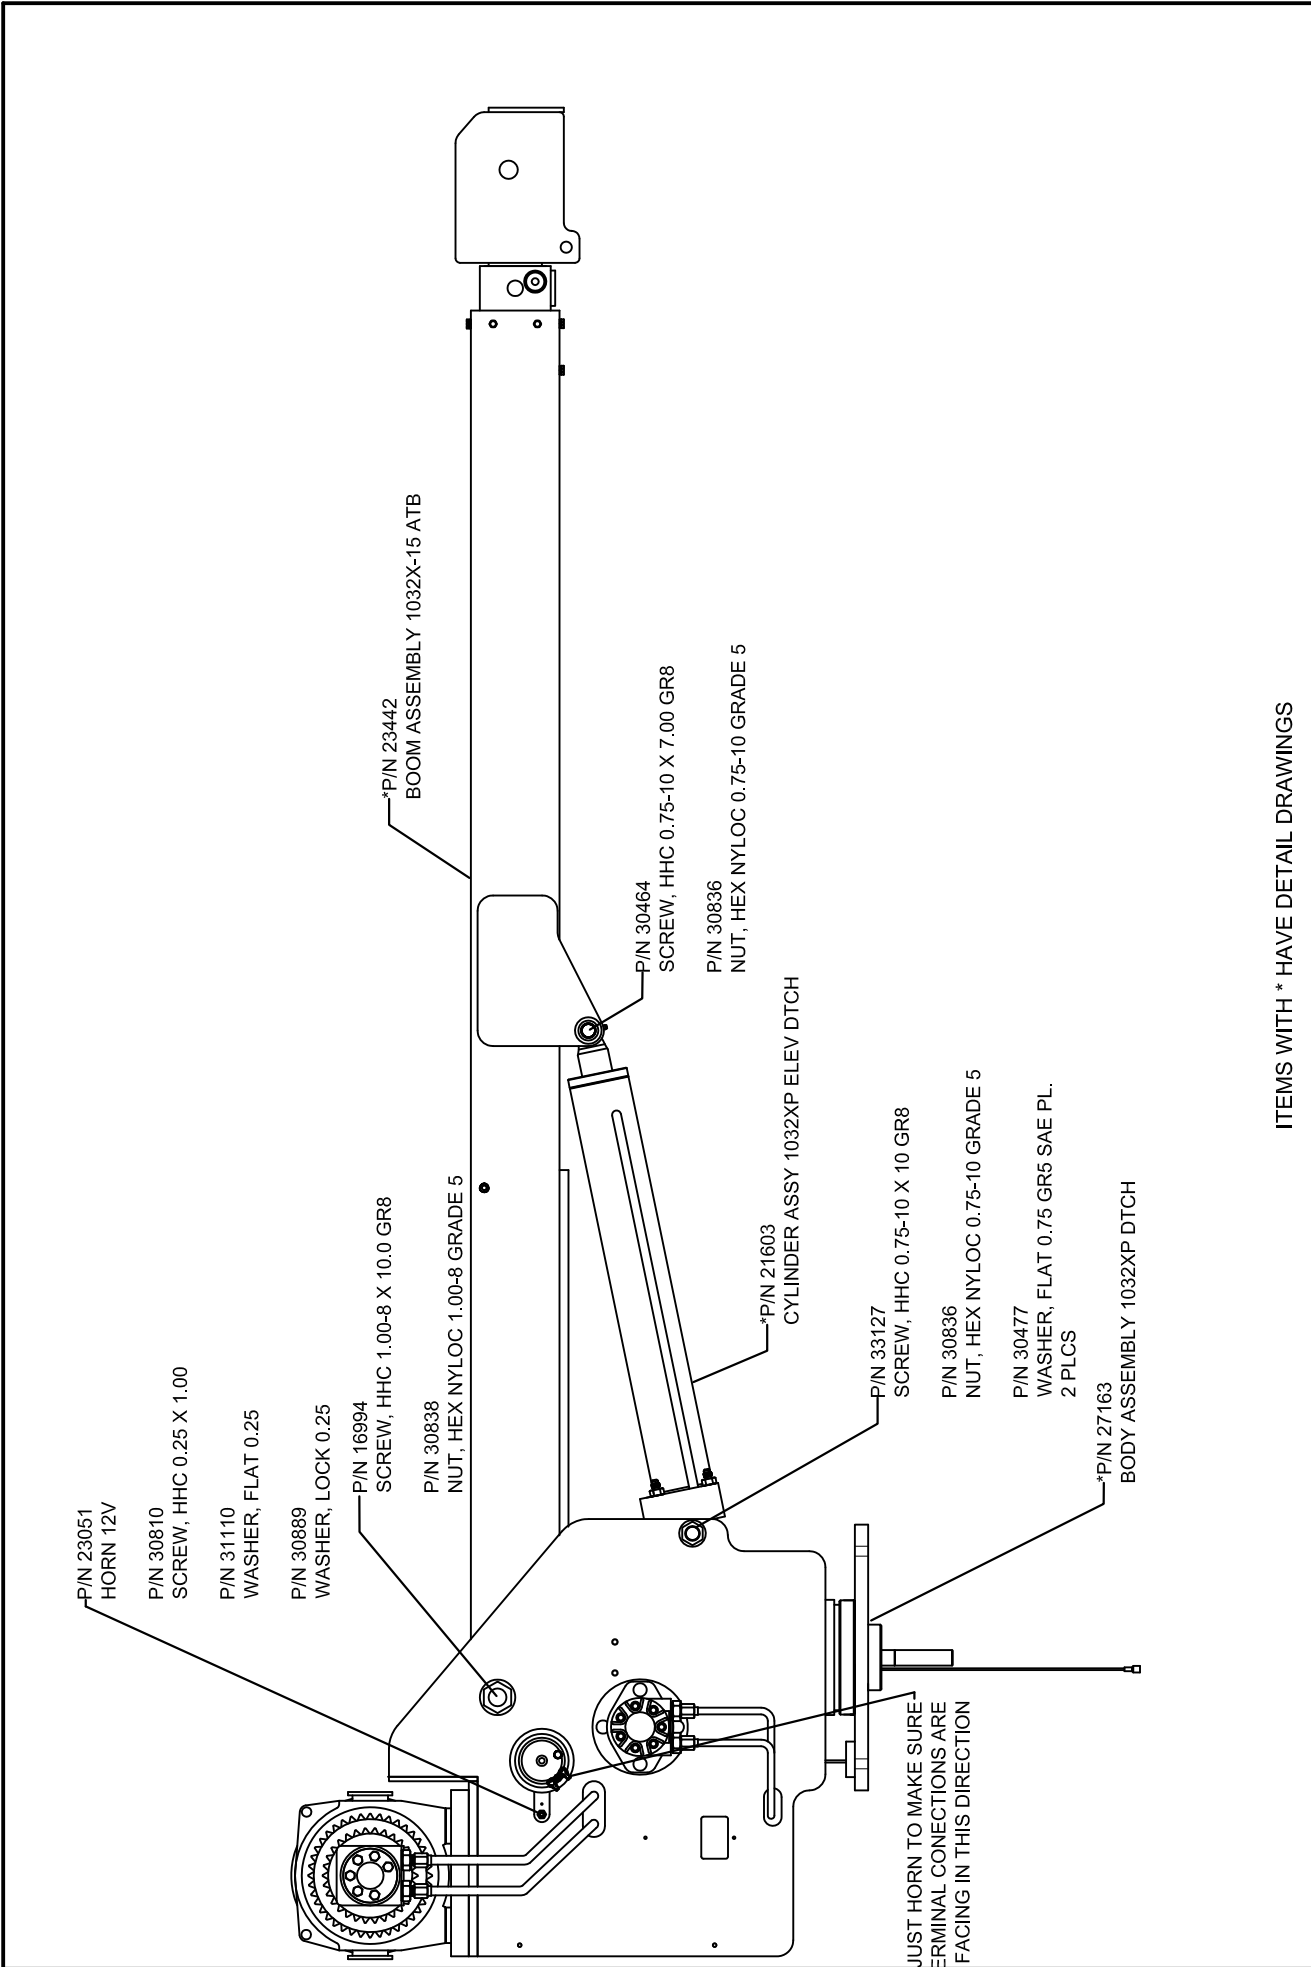 P/N 23051
HORN 12V
P/N 30810
SCREW, HHC 0.25 X 1.00
P/N 31110
WASHER, FLAT 0.25
P/N 30889
WASHER, LOCK 0.25
P/N 16994
SCREW, HHC 1.00-8 X 10.0 GR8
P/N 30838
NUT, HEX NYLOC 1.00-8 GRADE 5
*P/N 23442
BOOM ASSEMBLY 1032X-15 ATB
P/N 30464
SCREW, HHC 0.75-10 X 7.00 GR8
P/N 30836
NUT, HEX NYLOC 0.75-10 GRADE 5
*P/N 21603
CYLINDER ASSY 1032XP ELEV DTCH
P/N 33127
SCREW, HHC 0.75-10 X 10 GR8
P/N 30836
NUT, HEX NYLOC 0.75-10 GRADE 5
P/N 30477
WASHER, FLAT 0.75 GR5 SAE PL.
2 PLCS
*P/N 27163
BODY ASSEMBLY 1032XP DTCH
JUST HORN TO MAKE SURE
ERMINAL CONECTIONS ARE
FACING IN THIS DIRECTION
ITEMS WITH * HAVE DETAIL DRAWINGS